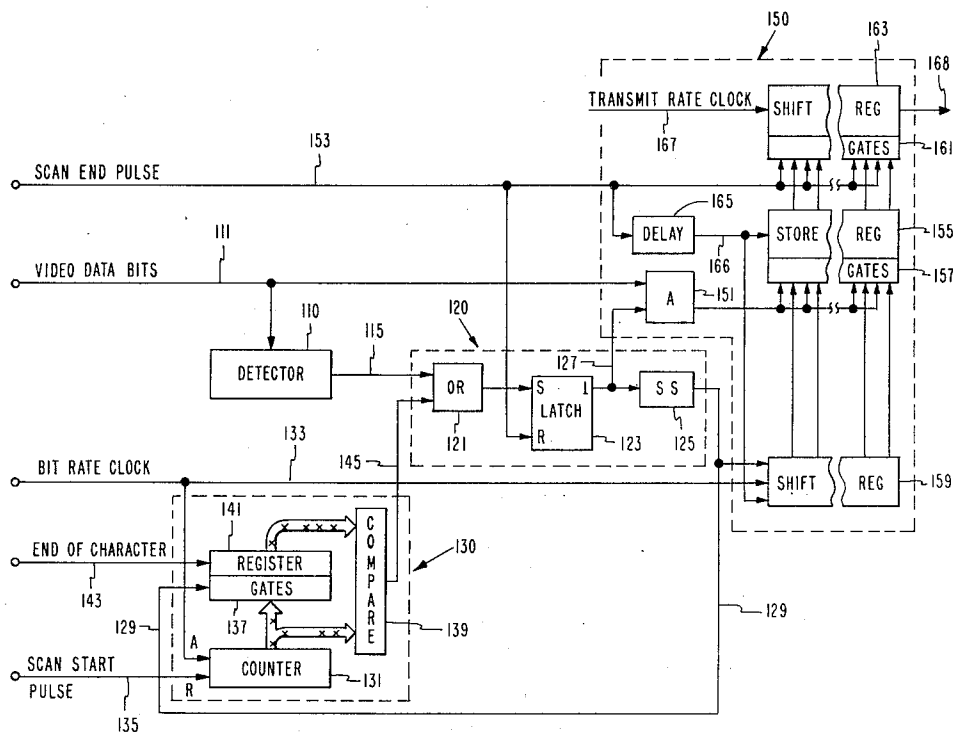 150
163
168
TRANSMIT RATE CLOCK
167
SHIFT REG
GATES
161
153
SCAN END PULSE
165
DELAY
166
STORE REG
155
GATES
157
111
VIDEO DATA BITS
A
151
110
115
120
127
DETECTOR
OR
121
S 1
LATCH
R
123
SS
125
133
145
BIT RATE CLOCK
SHIFT REG
159
141
130
END OF CHARACTER
143
REGISTER
GATES
137
COMPARE
139
129
129
A
COUNTER
131
SCAN START
PULSE
R
135